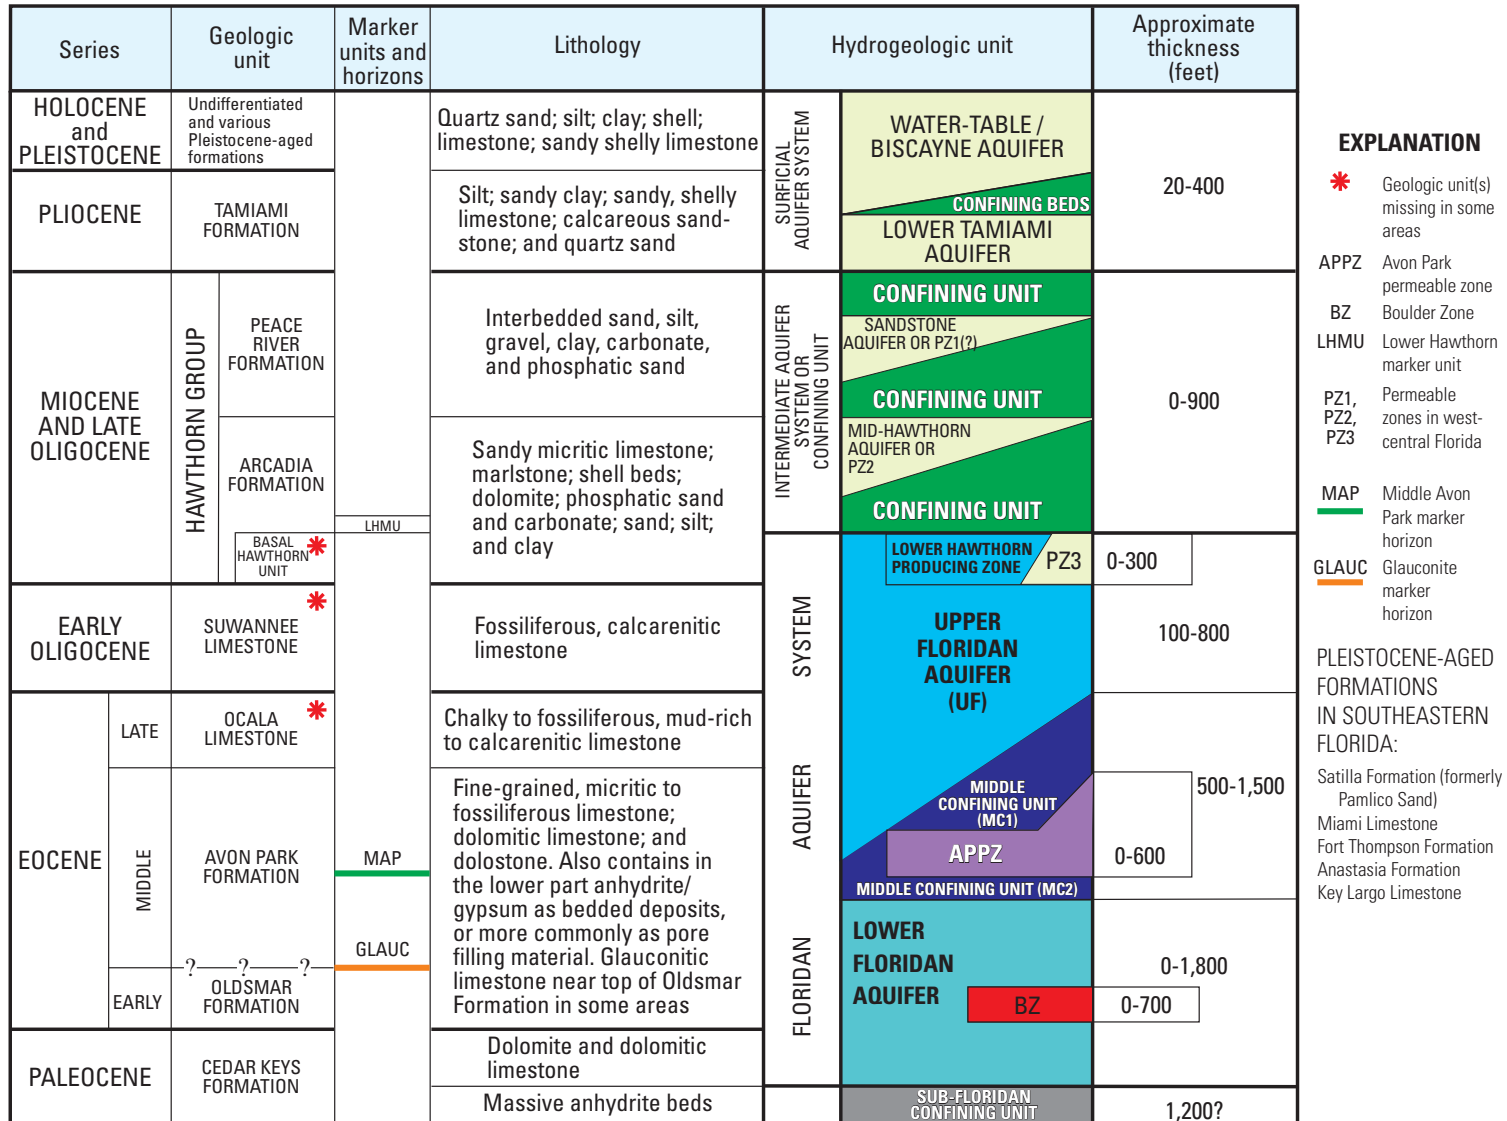 Series
Geologic
unit
Marker
units and
horizons
Lithology
Hydrogeologic unit
Approximate
thickness
(feet)
HOLOCENE
and
PLEISTOCENE
Undifferentiated
and various
Pleistocene-aged
formations
Quartz sand; silt; clay; shell;
limestone; sandy shelly limestone
SURFICIAL
AQUIFER SYSTEM
WATER-TABLE /
BISCAYNE AQUIFER
20-400
PLIOCENE
TAMIAMI
FORMATION
Silt; sandy clay; sandy, shelly
limestone; calcareous sand-
stone; and quartz sand
CONFINING BEDS
LOWER TAMIAMI
AQUIFER
MIOCENE
AND LATE
OLIGOCENE
HAWTHORN GROUP
PEACE
RIVER
FORMATION
Interbedded sand, silt,
gravel, clay, carbonate,
and phosphatic sand
INTERMEDIATE AQUIFER
SYSTEM OR
CONFINING UNIT
CONFINING UNIT
SANDSTONE
AQUIFER OR PZ1(?)
CONFINING UNIT
0-900
ARCADIA
FORMATION
LHMU
Sandy micritic limestone;
marlstone; shell beds;
dolomite; phosphatic sand
and carbonate; sand; silt;
and clay
MID-HAWTHORN
AQUIFER OR
PZ2
CONFINING UNIT
BASAL
HAWTHORN
UNIT
LOWER HAWTHORN
PRODUCING ZONE
PZ3
0-300
EARLY
OLIGOCENE
SUWANNEE
LIMESTONE
Fossiliferous, calcarenitic
limestone
FLORIDAN AQUIFER SYSTEM
UPPER
FLORIDAN
AQUIFER
(UF)
100-800
EOCENE
LATE
OCALA
LIMESTONE
Chalky to fossiliferous, mud-rich
to calcarenitic limestone
MIDDLE
AVON PARK
FORMATION
MAP
GLAUC
Fine-grained, micritic to
fossiliferous limestone;
dolomitic limestone; and
dolostone. Also contains in
the lower part anhydrite/
gypsum as bedded deposits,
or more commonly as pore
filling material. Glauconitic
limestone near top of Oldsmar
Formation in some areas
MIDDLE
CONFINING UNIT
(MC1)
500-1,500
APPZ
0-600
MIDDLE CONFINING UNIT (MC2)
? ? ?
EARLY
OLDSMAR
FORMATION
LOWER
FLORIDAN
AQUIFER
0-1,800
BZ
0-700
PALEOCENE
CEDAR KEYS
FORMATION
Dolomite and dolomitic
limestone
Massive anhydrite beds
SUB-FLORIDAN
CONFINING UNIT
1,200?
EXPLANATION
Geologic unit(s)
missing in some
areas
APPZ Avon Park
permeable zone
BZ Boulder Zone
LHMU Lower Hawthorn
marker unit
PZ1, Permeable
PZ2, zones in west-
PZ3 central Florida
MAP Middle Avon
Park marker
horizon
GLAUC Glauconite
marker
horizon
PLEISTOCENE-AGED
FORMATIONS
IN SOUTHEASTERN
FLORIDA:
Satilla Formation (formerly
Pamlico Sand)
Miami Limestone
Fort Thompson Formation
Anastasia Formation
Key Largo Limestone